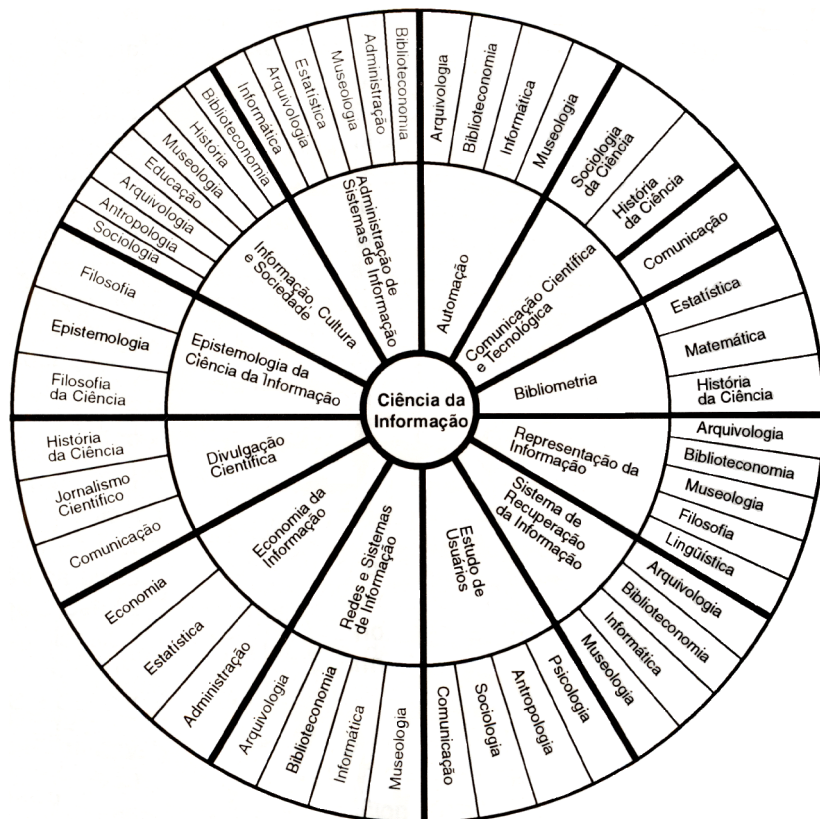 Ciência da
Informação
Automação
Arquivologia
Biblioteconomia
Informática
Museologia
Comunicação Científica
e Tecnológica
Sociologia
da Ciência
História
da Ciência
Comunicação
Bibliometria
Estatística
Matemática
História
da Ciência
Representação da
Informação
Arquivologia
Biblioteconomia
Museologia
Filosofia
Lingüística
Sistema de
Recuperação
da Informação
Arquivologia
Biblioteconomia
Informática
Museologia
Estudo de
Usuários
Psicologia
Antropologia
Sociologia
Comunicação
Redes e Sistemas
de Informação
Museologia
Informática
Biblioteconomia
Arquivologia
Economia da
Informação
Administração
Estatística
Economia
Divulgação
Científica
Comunicação
Jornalismo
Científico
História
da Ciência
Epistemologia da
Ciência da Informação
Filosofia
da Ciência
Epistemologia
Filosofia
Informação, Cultura
e Sociedade
Sociologia
Antropologia
Arquivologia
Educação
Museologia
História
Biblioteconomia
Administração de
Sistemas de Informação
Informática
Arquivologia
Estatística
Museologia
Administração
Biblioteconomia